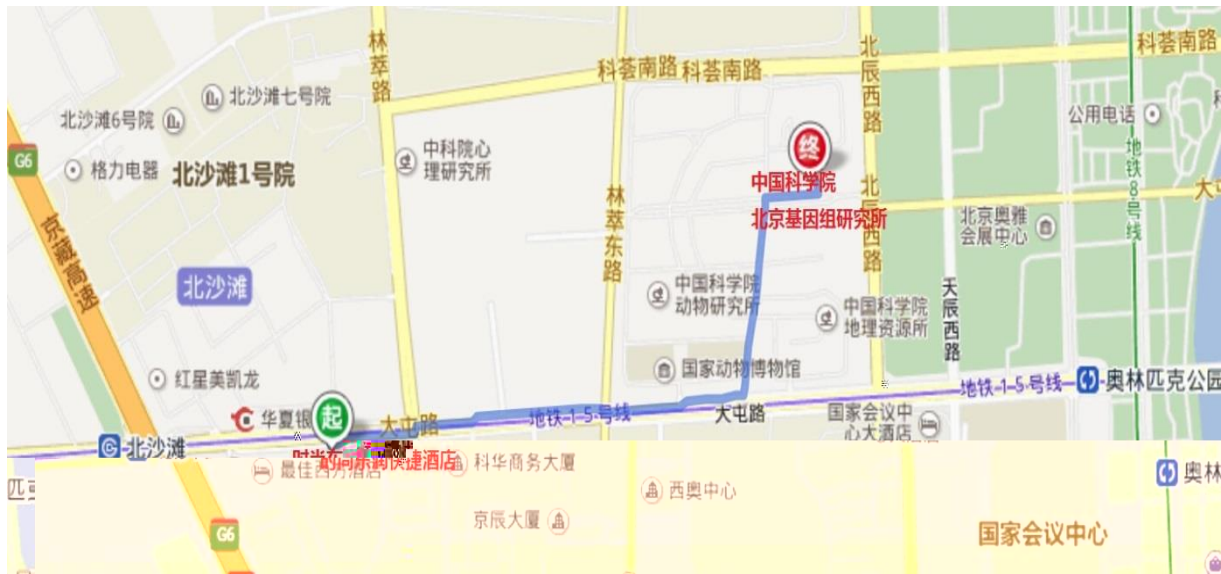 林萃路
科荟南路
科荟南路
北辰西路
科荟南路
北沙滩七号院
北沙滩6号院
公用电话
G6
格力电器
北沙滩1号院
中科院心
理研究所
终
地铁8号线
中国科学院
北京基因组研究所
北辰西路
林萃东路
北京奥雅
会展中心
京藏高速
北沙滩
中国科学院
动物研究所
中国科学院
地理资源所
天辰西路
红星美凯龙
国家动物博物馆
地铁-1-5-号线
奥林匹克公园
华夏银
起
大屯路
地铁-1-5-号线
大屯路
国家会议中
心大酒店
北沙滩
快捷酒店
科华商务大厦
最佳西方酒店
西奥中心
奥林
京辰大厦
G6
国家会议中心